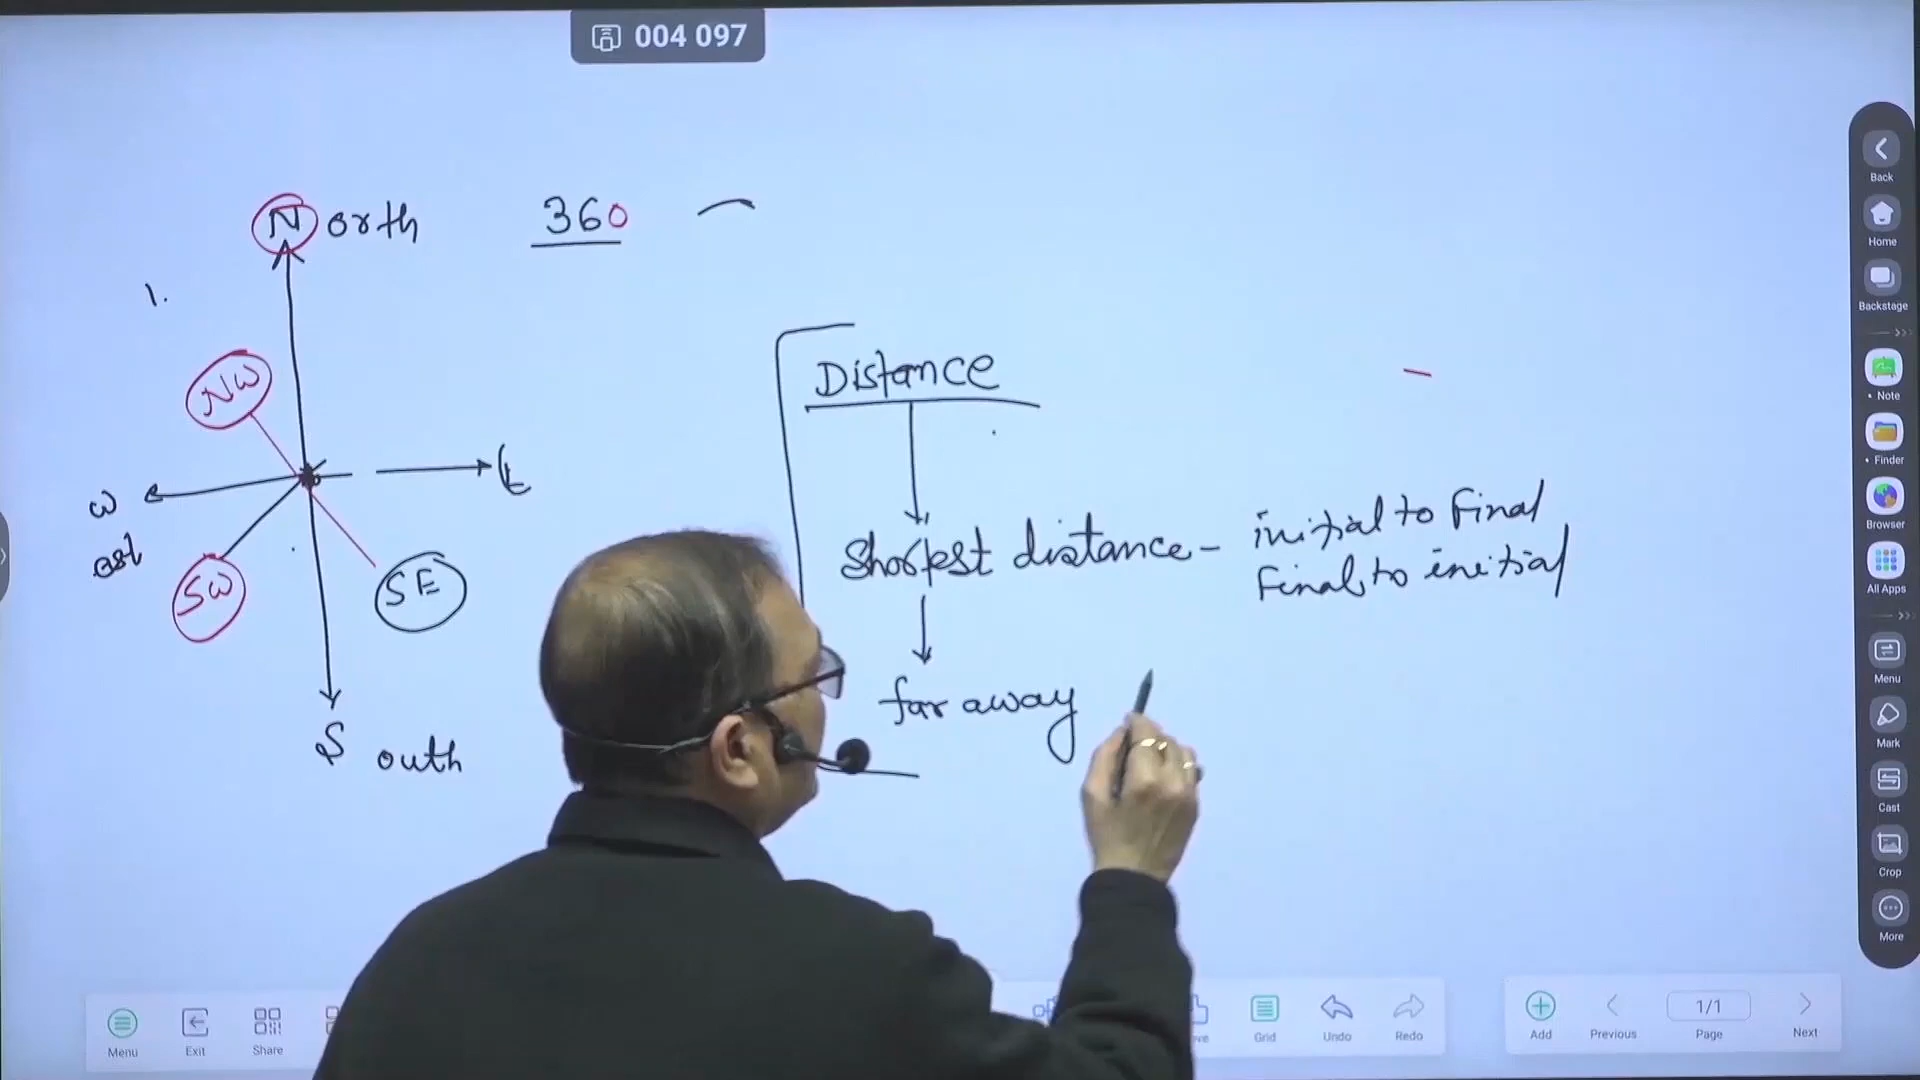 004 097
North
360
1.
NW
W
est
E
SW
SE
South
Distance
Shortest distance - initial to final
final to initial
far away
Back
Home
Backstage
Note
Finder
Browser
All Apps
Menu
Mark
Cast
Crop
More
Menu
Exit
Share
Grid
Undo
Redo
Add
Previous
1/1
Page
Next